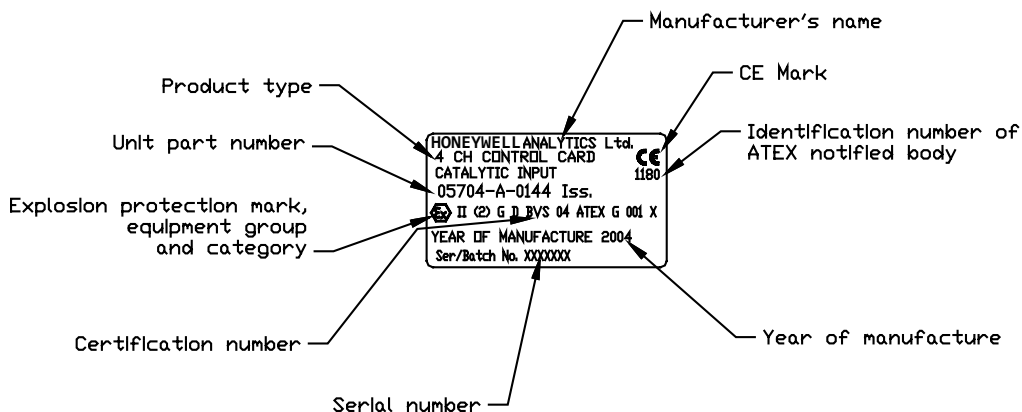 Manufacturer's name
CE Mark
Product type
Unit part number
Identification number of
ATEX notified body
Explosion protection mark,
equipment group
and category
HONEYWELL ANALYTICS Ltd.
4 CH CONTROL CARD
CE
CATALYTIC INPUT
1180
05704-A-0144 Iss.
Ex II (2) G D BVS 04 ATEX G 001 X
YEAR OF MANUFACTURE 2004
Ser/Batch No. XXXXXXX
Certification number
Year of manufacture
Serial number